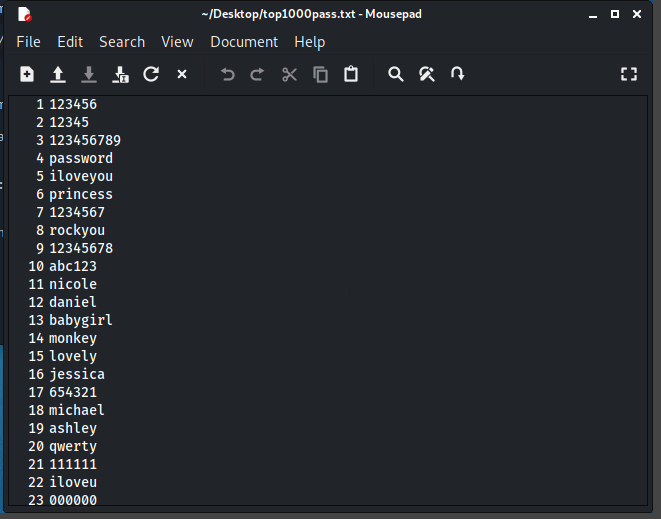 ~/Desktop/top1000pass.txt - Mousepad
File Edit Search View Document Help
1 123456
2 12345
3 123456789
4 password
5 iloveyou
6 princess
7 1234567
8 rockyou
9 12345678
10 abc123
11 nicole
12 daniel
13 babygirl
14 monkey
15 lovely
16 jessica
17 654321
18 michael
19 ashley
20 qwerty
21 111111
22 iloveu
23 000000